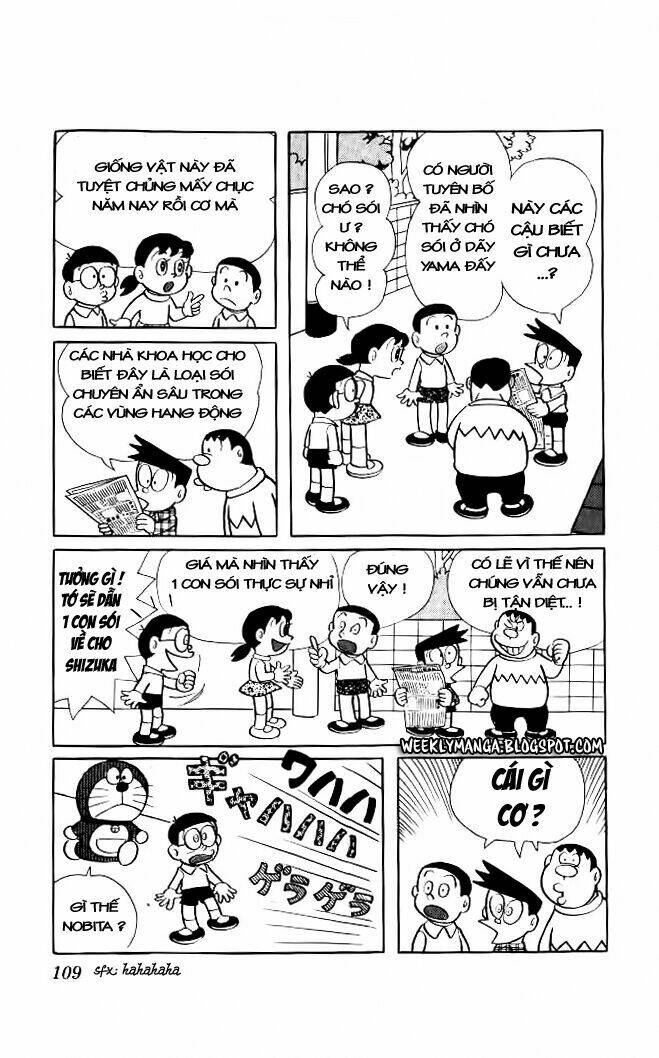 NÀY CÁC
CẬU BIẾT
GÌ CHƯA
...?
CÓ NGƯỜI
TUYÊN BỐ
ĐÃ NHÌN
THẤY CHÓ
SÓI Ở DÃY
YAMA ĐẤY
SAO ?
CHÓ SÓI
Ư ?
KHÔNG
THỂ
NÀO !
GIỐNG VẬT NÀY ĐÃ
TUYỆT CHỦNG MẤY CHỤC
NĂM NAY RỒI CƠ MÀ
CÁC NHÀ KHOA HỌC CHO
BIẾT ĐÂY LÀ LOẠI SÓI
CHUYÊN ẨN SÂU TRONG
CÁC VÙNG HANG ĐỘNG
CÓ LẼ VÌ THẾ NÊN
CHÚNG VẪN CHƯA
BỊ TẬN DIỆT... !
ĐÚNG
VẬY !
GIÁ MÀ NHÌN THẤY
1 CON SÓI THỰC SỰ NHỈ
!
TƯỞNG GÌ !
TỚ SẼ DẪN
1 CON SÓI
VỀ CHO
SHIZUKA
WEEKLYMANGA.BLOGSPOT.COM
CÁI GÌ
CƠ ?
ワハハ
ギャハハハ
ゲラゲラ
GÌ THẾ
NOBITA ?
109 sfx: hahahaha